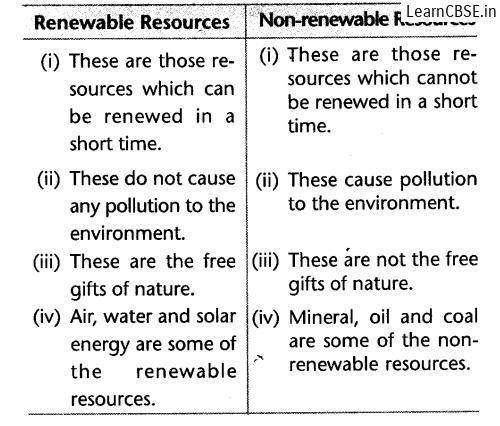 LearnCBSE.in
Renewable Resources
(i) These are those re-
sources which can
be renewed in a
short time.
(ii) These do not cause
any pollution to the
environment.
(iii) These are the free
gifts of nature.
(iv) Air, water and solar
energy are some of
the renewable
resources.
Non-renewable
(i) These are those re-
sources which cannot
be renewed in a short
time.
(ii) These cause pollution
to the environment.
(iii) These are not the free
gifts of nature.
(iv) Mineral, oil and coal
are some of the non-
renewable resources.